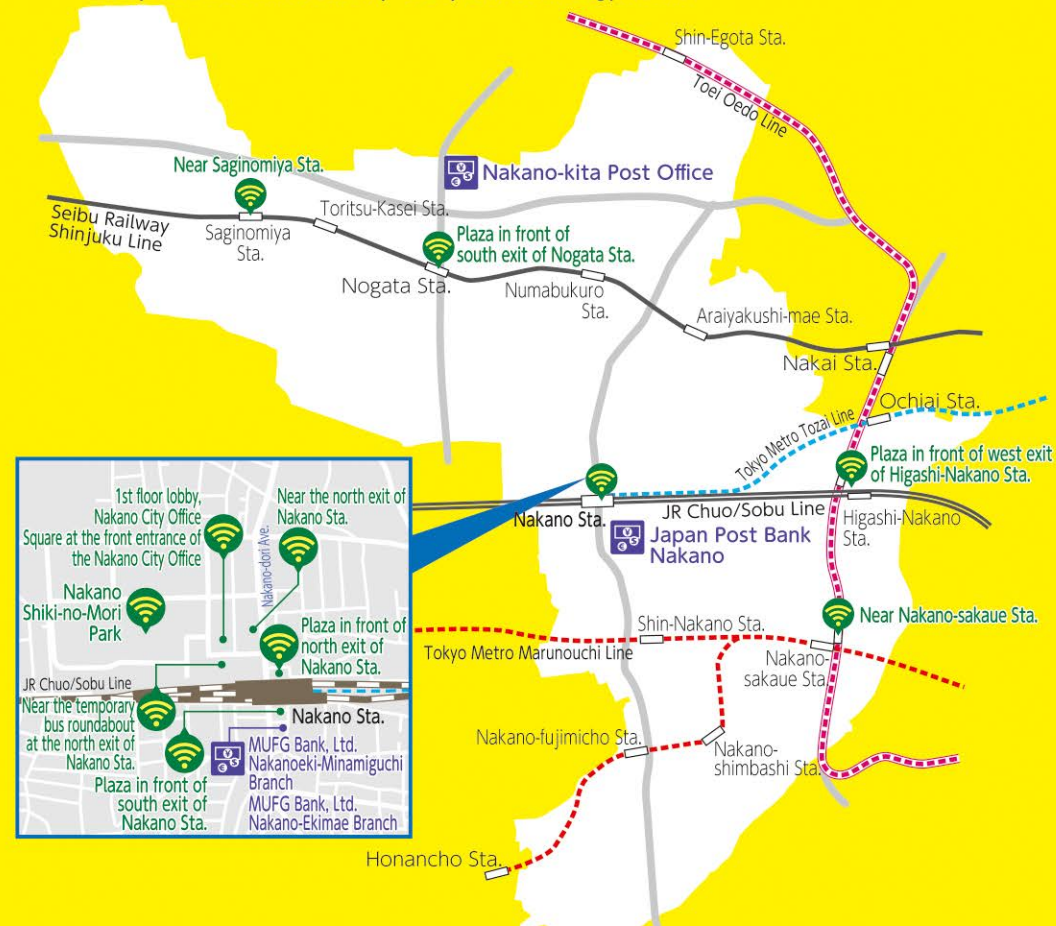 Shin-Egota Sta.
Toei Oedo Line
Near Saginomiya Sta.
Nakano-kita Post Office
Seibu Railway
Shinjuku Line
Saginomiya
Sta.
Toritsu-Kasei Sta.
Plaza in front of
south exit of Nogata Sta.
Nogata Sta.
Numabukuro
Sta.
Araiyakushi-mae Sta.
Nakai Sta.
Ochiai Sta.
Tokyo Metro Tozai Line
Plaza in front of west exit
of Higashi-Nakano Sta.
Nakano Sta.
JR Chuo/Sobu Line
Higashi-Nakano
Sta.
Japan Post Bank
Nakano
Near Nakano-sakaue Sta.
Shin-Nakano Sta.
Tokyo Metro Marunouchi Line
Nakano-
sakaue Sta.
Nakano-fujimicho Sta.
Nakano-
shimbashi Sta.
Honancho Sta.
1st floor lobby,
Nakano City Office
Square at the front entrance of
the Nakano City Office
Near the north exit of
Nakano Sta.
Nakano-dori Ave.
Nakano
Shiki-no-Mori
Park
Plaza in front of
north exit of
Nakano Sta.
JR Chuo/Sobu Line
Near the temporary
bus roundabout
at the north exit of
Nakano Sta.
Nakano Sta.
Plaza in front of
south exit of
Nakano Sta.
MUFG Bank, Ltd.
Nakanoeki-Minamiguchi
Branch
MUFG Bank, Ltd.
Nakano-Ekimae Branch